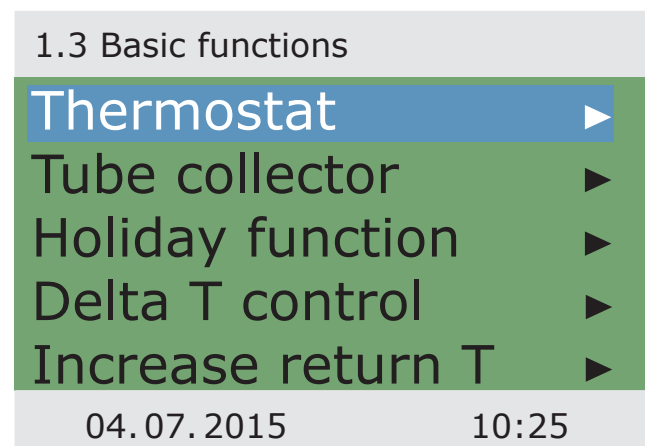 1.3 Basic functions
Thermostat ▶
Tube collector ▶
Holiday function ▶
Delta T control ▶
Increase return T ▶
04.07.2015 10:25